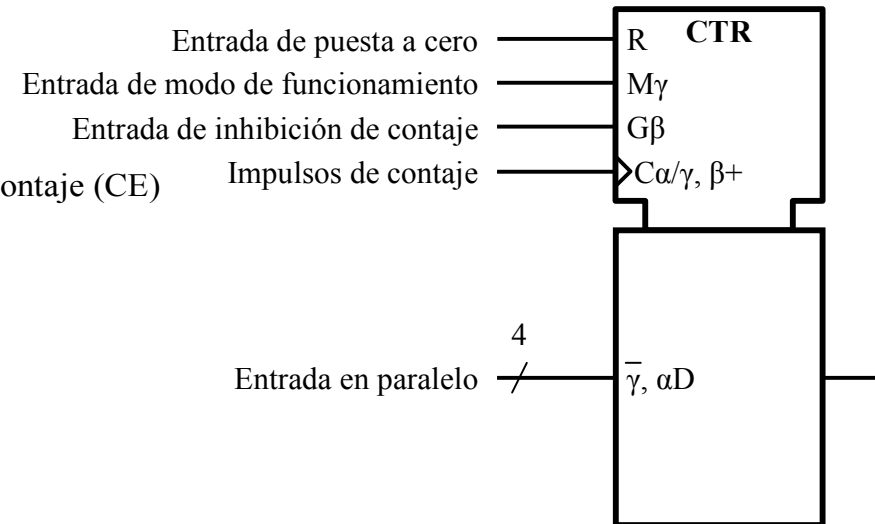 CTR
Entrada de puesta a cero R
Entrada de modo de funcionamiento Mγ
Entrada de inhibición de contaje Gβ
Impulsos de contaje Cα/γ, β+
ontaje (CE)
4
Entrada en paralelo γ̅, αD